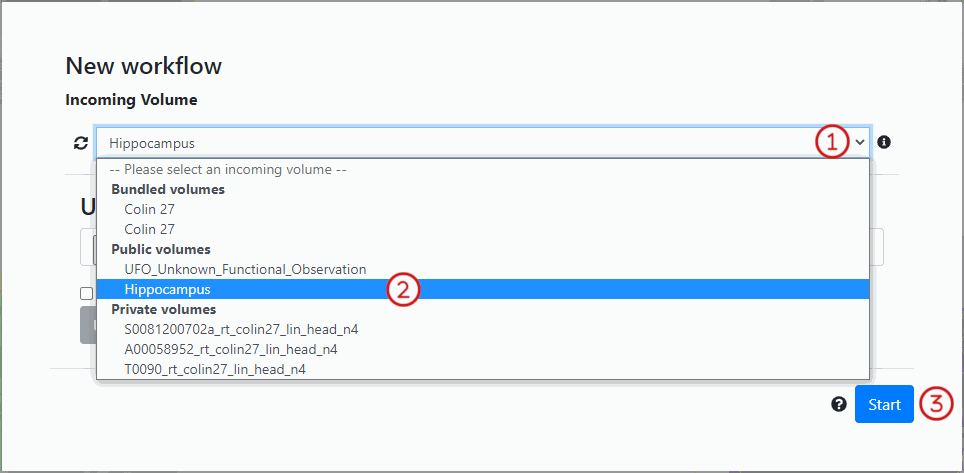 New workflow
Incoming Volume
Hippocampus 1
-- Please select an incoming volume --
Bundled volumes
Colin 27
Colin 27
Public volumes
UFO_Unknown_Functional_Observation
Hippocampus 2
Private volumes
S0081200702a_rt_colin27_lin_head_n4
A00058952_rt_colin27_lin_head_n4
T0090_rt_colin27_lin_head_n4
Start 3